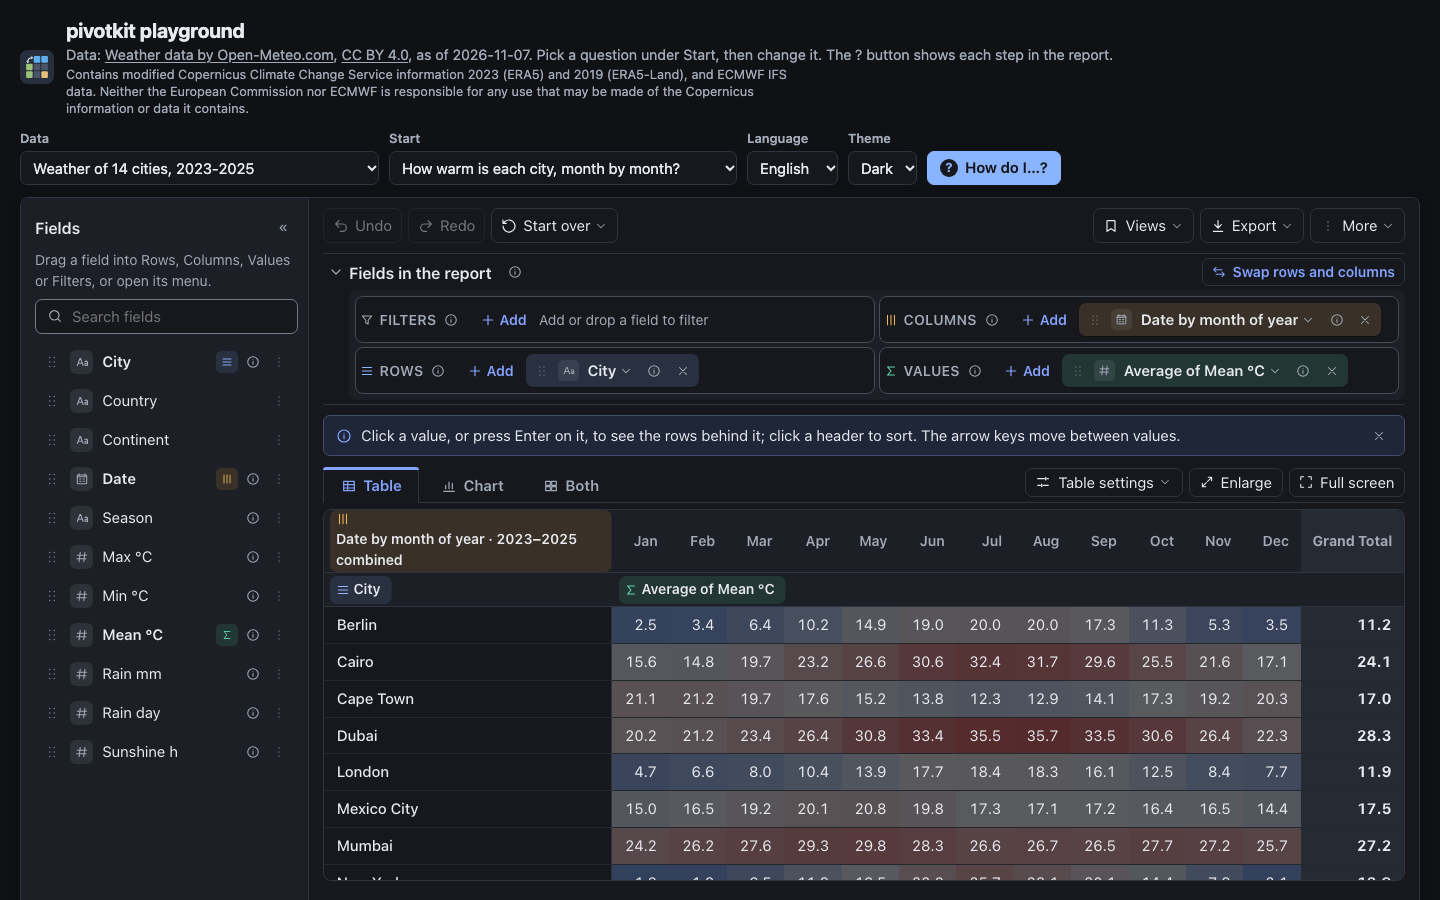 pivotkit playground
Data: Weather data by Open-Meteo.com, CC BY 4.0, as of 2026-11-07. Pick a question under Start, then change it. The ? button shows each step in the report.
Contains modified Copernicus Climate Change Service information 2023 (ERA5) and 2019 (ERA5-Land), and ECMWF IFS
data. Neither the European Commission nor ECMWF is responsible for any use that may be made of the Copernicus
information or data it contains.
Data Start Language Theme
Weather of 14 cities, 2023-2025 How warm is each city, month by month? English Dark ? How do I...?
Fields «
Drag a field into Rows, Columns, Values
or Filters, or open its menu.
Search fields
Aa City
Aa Country
Aa Continent
Date
Aa Season
# Max °C
# Min °C
# Mean °C Σ
# Rain mm
# Rain day
# Sunshine h
Undo Redo Start over Views Export More
Fields in the report Swap rows and columns
FILTERS + Add Add or drop a field to filter
COLUMNS + Add Date by month of year
ROWS + Add Aa City
Σ VALUES + Add # Average of Mean °C
Click a value, or press Enter on it, to see the rows behind it; click a header to sort. The arrow keys move between values.
Table Chart Both Table settings Enlarge Full screen
Date by month of year · 2023–2025
combined
Jan Feb Mar Apr May Jun Jul Aug Sep Oct Nov Dec Grand Total
City Σ Average of Mean °C
Berlin 2.5 3.4 6.4 10.2 14.9 19.0 20.0 20.0 17.3 11.3 5.3 3.5 11.2
Cairo 15.6 14.8 19.7 23.2 26.6 30.6 32.4 31.7 29.6 25.5 21.6 17.1 24.1
Cape Town 21.1 21.2 19.7 17.6 15.2 13.8 12.3 12.9 14.1 17.3 19.2 20.3 17.0
Dubai 20.2 21.2 23.4 26.4 30.8 33.4 35.5 35.7 33.5 30.6 26.4 22.3 28.3
London 4.7 6.6 8.0 10.4 13.9 17.7 18.4 18.3 16.1 12.5 8.4 7.7 11.9
Mexico City 15.0 16.5 19.2 20.1 20.8 19.8 17.3 17.1 17.2 16.4 16.5 14.4 17.5
Mumbai 24.2 26.2 27.6 29.3 29.8 28.3 26.6 26.7 26.5 27.7 27.2 25.7 27.2